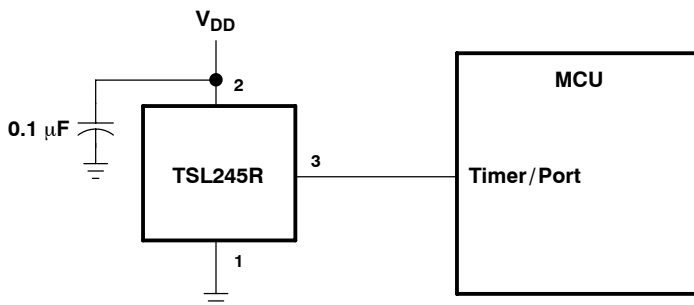 VDD
2
MCU
0.1 μF
TSL245R
3
Timer/Port
1